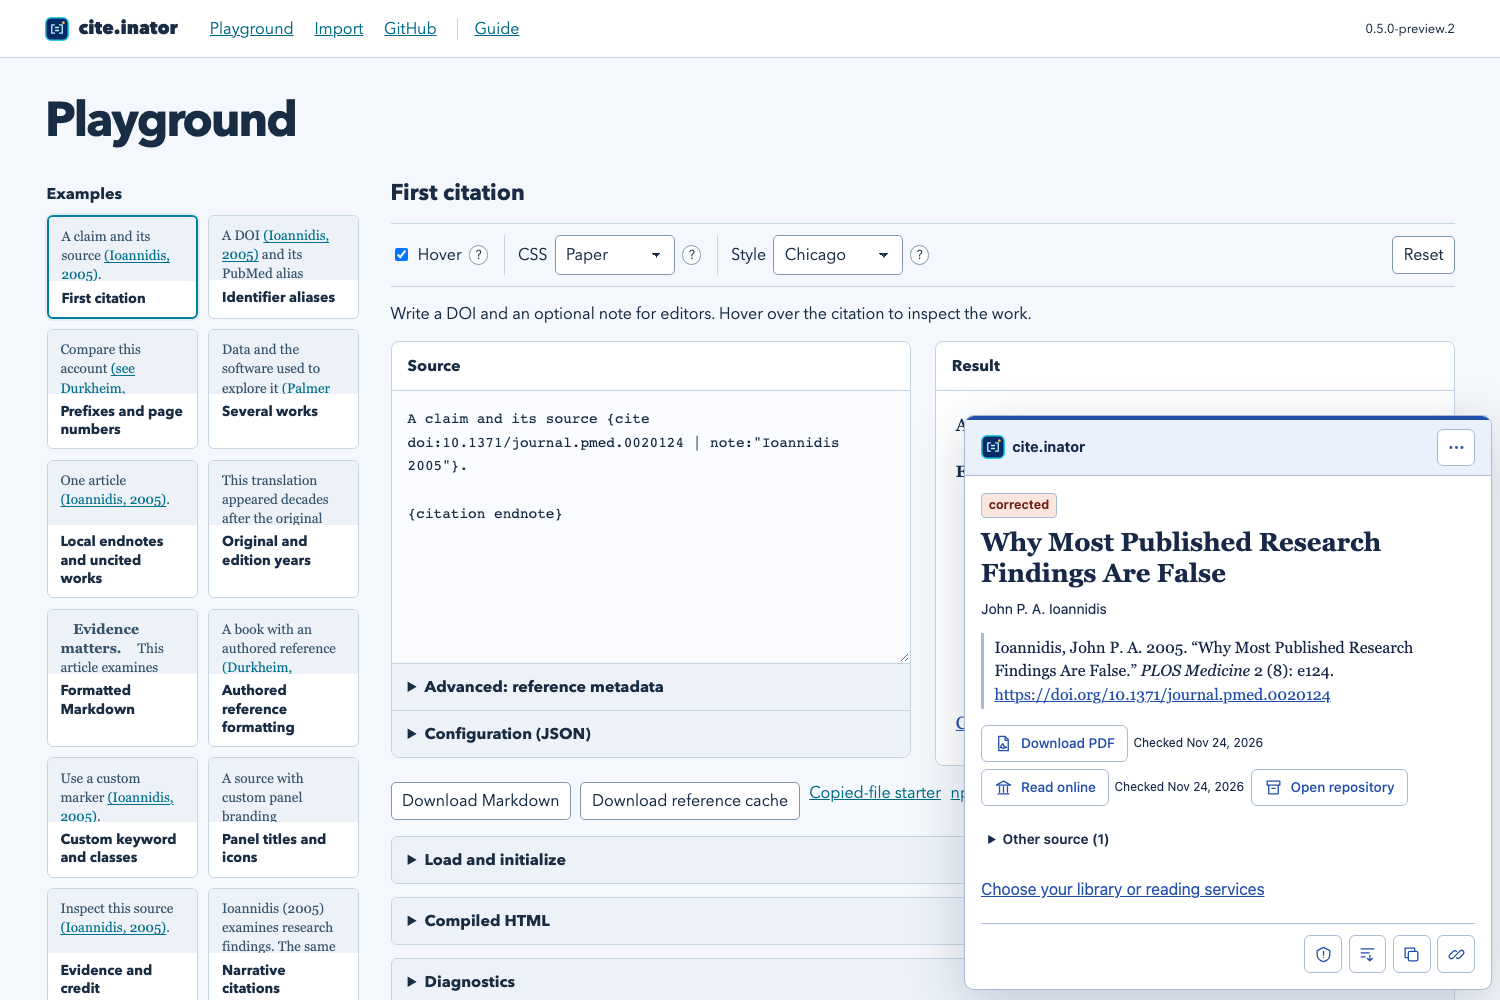 cite.inator
Playground
Import
GitHub
Guide
0.5.0-preview.2
Playground
Examples
A claim and its
source (Ioannidis,
2005).
First citation
A DOI (Ioannidis,
2005) and its
PubMed alias
Identifier aliases
Compare this
account (see
Durkheim,
Prefixes and page
numbers
Data and the
software used to
explore it (Palmer
Several works
One article
(Ioannidis, 2005).
Local endnotes
and uncited
works
This translation
appeared decades
after the original
Original and
edition years
Evidence
matters. This
article examines
Formatted
Markdown
A book with an
authored reference
(Durkheim,
Authored
reference
formatting
Use a custom
marker (Ioannidis,
2005).
Custom keyword
and classes
A source with
custom panel
branding
Panel titles and
icons
Inspect this source
(Ioannidis, 2005).
Evidence and
credit
Ioannidis (2005)
examines research
findings. The same
Narrative
citations
First citation
Hover ?
CSS Paper ?
Style Chicago ?
Reset
Write a DOI and an optional note for editors. Hover over the citation to inspect the work.
Source
A claim and its source {cite
doi:10.1371/journal.pmed.0020124 | note:"Ioannidis
2005"}.
{citation endnote}
Advanced: reference metadata
Configuration (JSON)
Download Markdown
Download reference cache
Copied-file starter
Load and initialize
Compiled HTML
Diagnostics
Result
cite.inator
corrected
Why Most Published Research
Findings Are False
John P. A. Ioannidis
Ioannidis, John P. A. 2005. “Why Most Published Research
Findings Are False.” PLOS Medicine 2 (8): e124.
https://doi.org/10.1371/journal.pmed.0020124
Download PDF
Checked Nov 24, 2026
Read online
Checked Nov 24, 2026
Open repository
Other source (1)
Choose your library or reading services